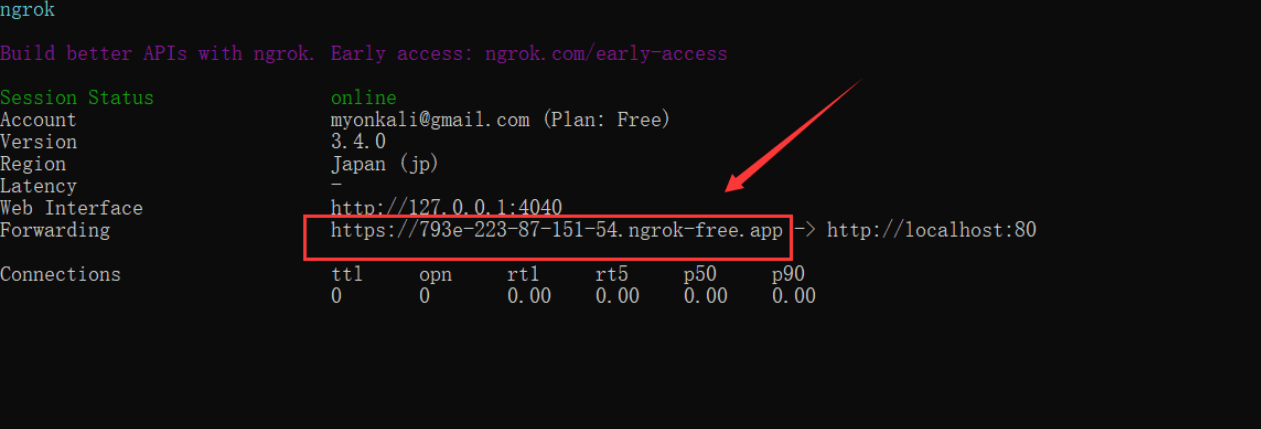 ngrok
Build better APIs with ngrok. Early access: ngrok.com/early-access
Session Status online
Account myonkali@gmail.com (Plan: Free)
Version 3.4.0
Region Japan (jp)
Latency -
Web Interface http://127.0.0.1:4040
Forwarding https://793e-223-87-151-54.ngrok-free.app -> http://localhost:80
Connections ttl opn rt1 rt5 p50 p90
0 0 0.00 0.00 0.00 0.00